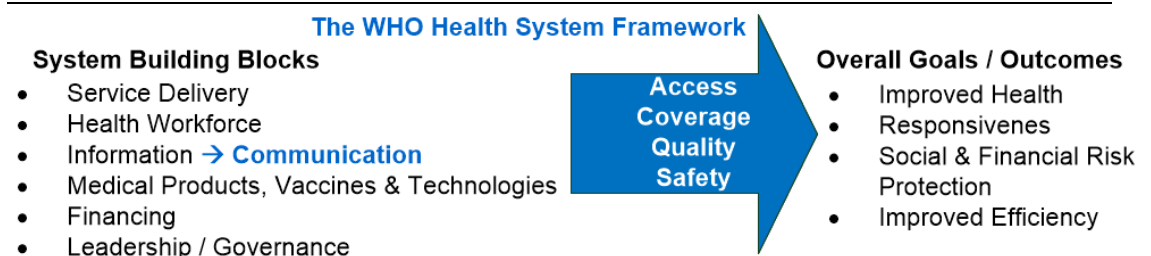 The WHO Health System Framework
System Building Blocks
• Service Delivery
• Health Workforce
• Information → Communication
• Medical Products, Vaccines & Technologies
• Financing
• Leadership / Governance
Access
Coverage
Quality
Safety
Overall Goals / Outcomes
• Improved Health
• Responsivenes
• Social & Financial Risk
Protection
• Improved Efficiency